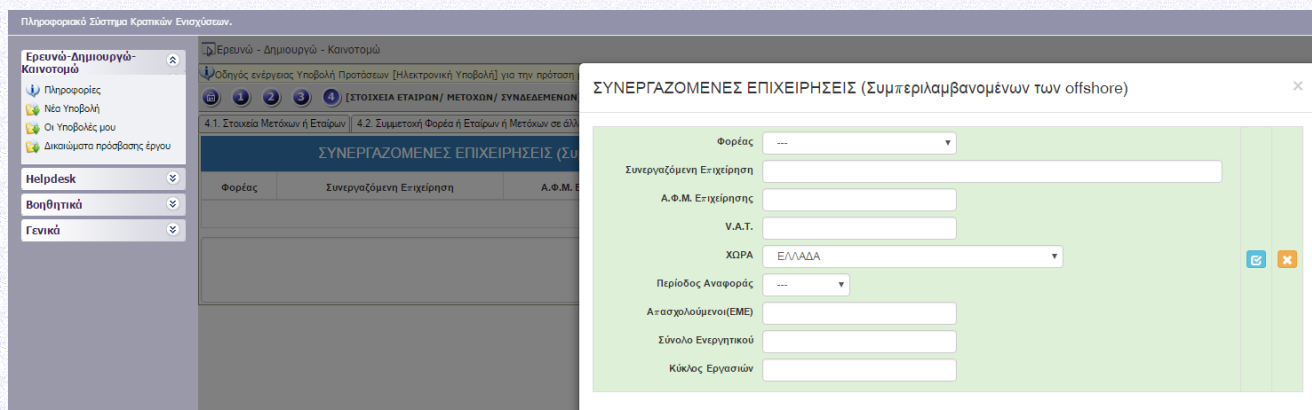 Πληροφοριακό Σύστημα Κρατικών Ενισχύσεων.
Ερευνώ-Δημιουργώ-
Καινοτομώ
Πληροφορίες
Νέα Υποβολή
Οι Υποβολές μου
Δικαιώματα πρόσβασης έργου
Helpdesk
Βοηθητικά
Γενικά
Ερευνώ - Δημιουργώ - Καινοτομώ
Οδηγός ενέργειας Υποβολή Προτάσεων [Ηλεκτρονική Υποβολή] για την πρόταση
1 2 3 4 [ΣΤΟΙΧΕΙΑ ΕΤΑΙΡΩΝ/ ΜΕΤΟΧΩΝ/ ΣΥΝΔΕΔΕΜΕΝΩΝ
4.1. Στοιχεία Μετόχων ή Εταίρων 4.2. Συμμετοχή Φορέα ή Εταίρων ή Μετόχων σε άλλ
ΣΥΝΕΡΓΑΖΟΜΕΝΕΣ ΕΠΙΧΕΙΡΗΣΕΙΣ (Συ
Φορέας Συνεργαζόμενη Επιχείρηση Α.Φ.Μ. Ε
ΣΥΝΕΡΓΑΖΟΜΕΝΕΣ ΕΠΙΧΕΙΡΗΣΕΙΣ (Συμπεριλαμβανομένων των offshore) ×
Φορέας ---
Συνεργαζόμενη Επιχείρηση
Α.Φ.Μ. Επιχείρησης
V.A.T.
ΧΩΡΑ ΕΛΛΑΔΑ
Περίοδος Αναφοράς ---
Απασχολούμενοι(ΕΜΕ)
Σύνολο Ενεργητικού
Κύκλος Εργασιών